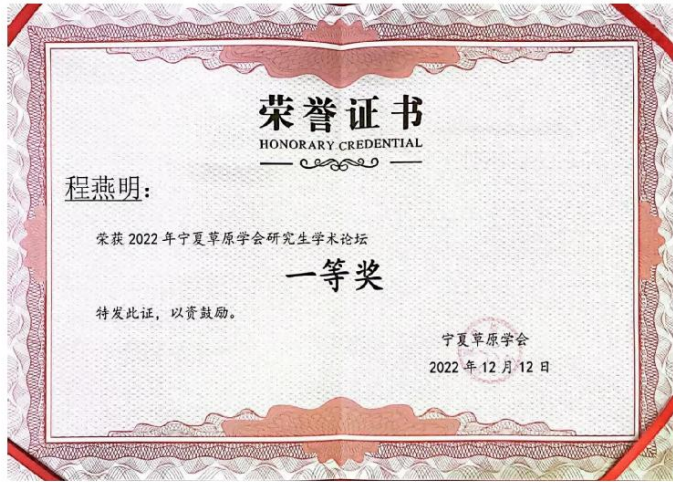 荣誉证书
HONORARY CREDENTIAL
程燕明:
荣获 2022 年宁夏草原学会研究生学术论坛
一等奖
特发此证，以资鼓励。
宁夏草原学会
2022 年 12 月 12 日